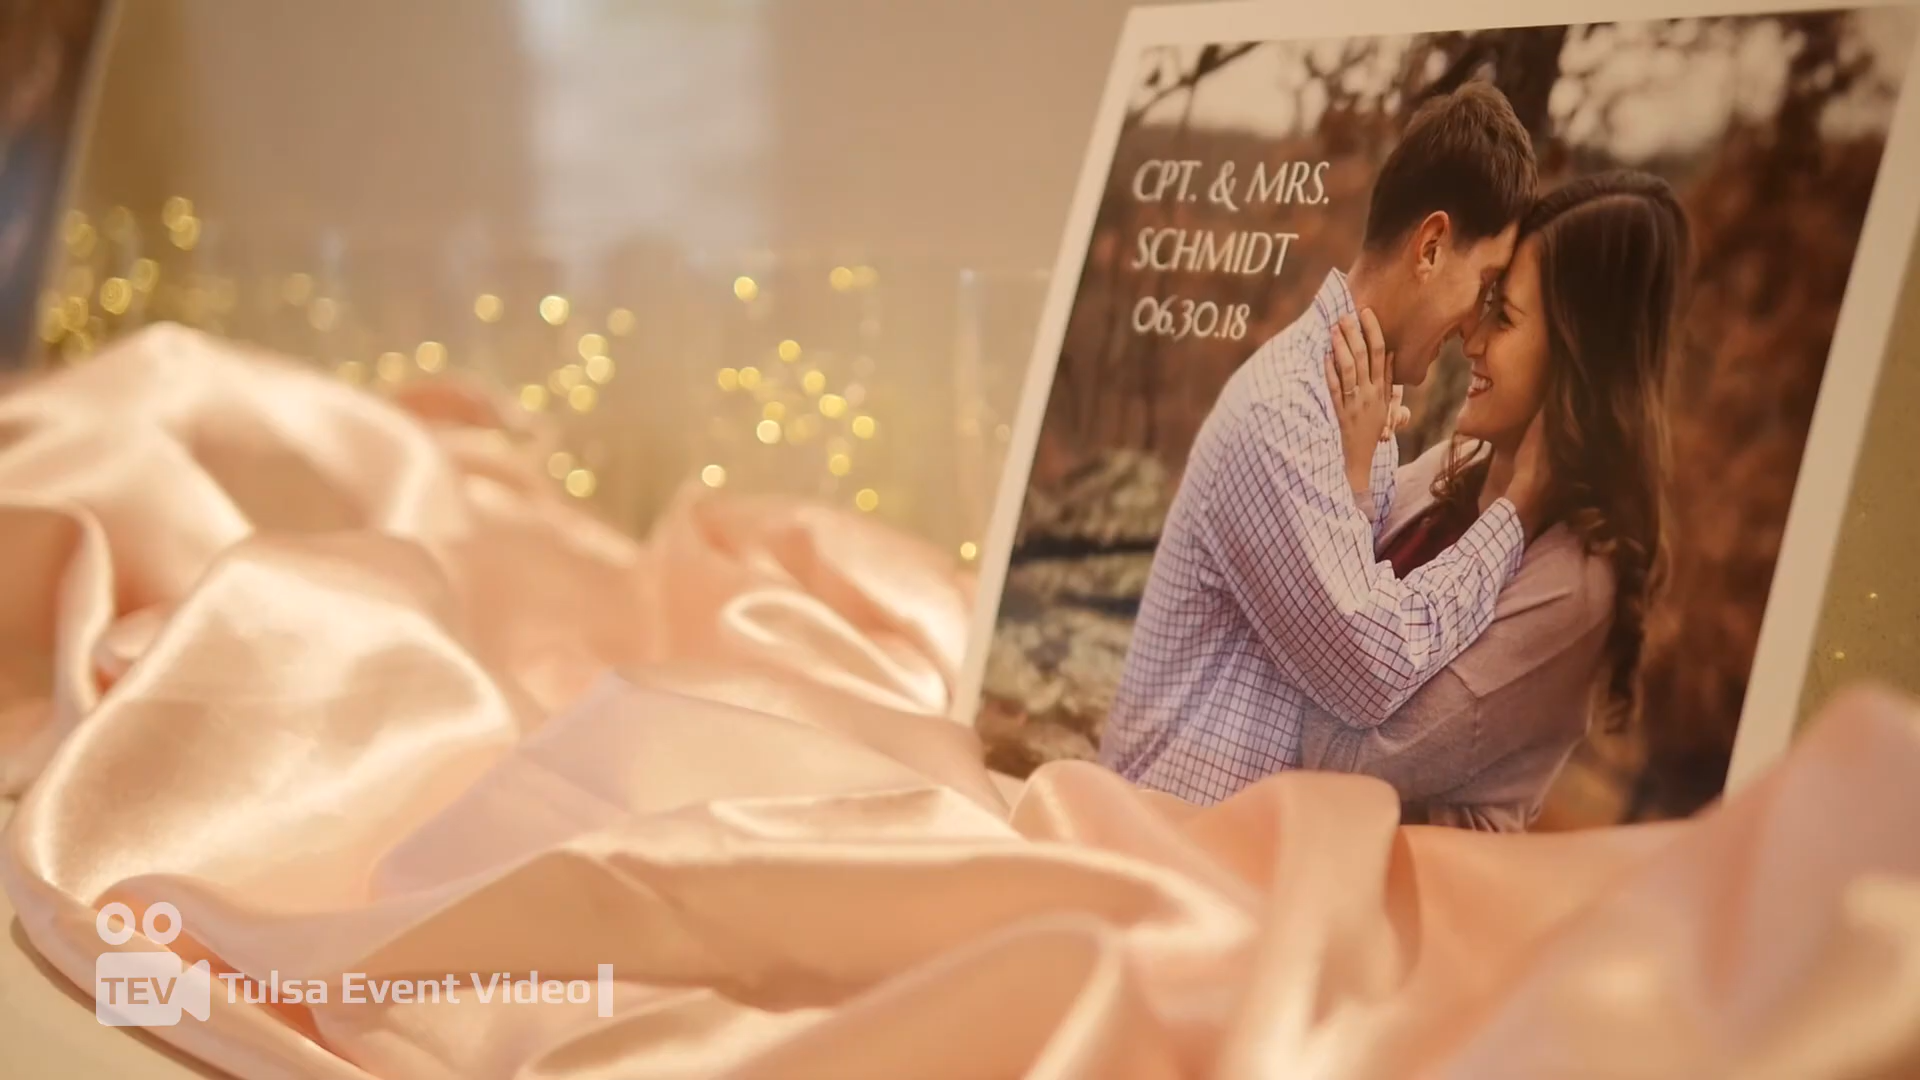 CPT. & MRS.
SCHMIDT
06.30.18
TEV Tulsa Event Video